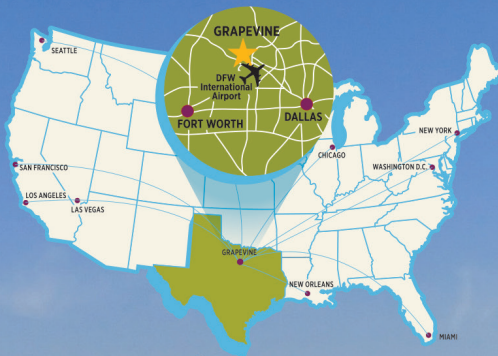 SEATTLE
GRAPEVINE
DFW
International
Airport
FORT WORTH
DALLAS
NEW YORK
CHICAGO
WASHINGTON D.C.
SAN FRANCISCO
LOS ANGELES
LAS VEGAS
GRAPEVINE
NEW ORLEANS
MIAMI